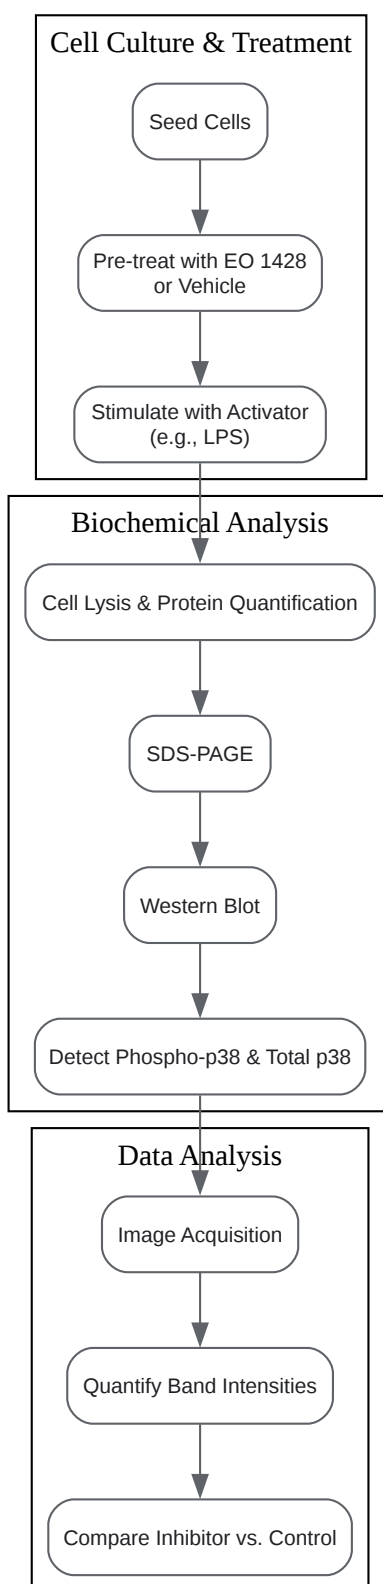 Cell Culture & Treatment
Seed Cells
Pre-treat with EO 1428
or Vehicle
Stimulate with Activator
(e.g., LPS)
Biochemical Analysis
Cell Lysis & Protein Quantification
SDS-PAGE
Western Blot
Detect Phospho-p38 & Total p38
Data Analysis
Image Acquisition
Quantify Band Intensities
Compare Inhibitor vs. Control